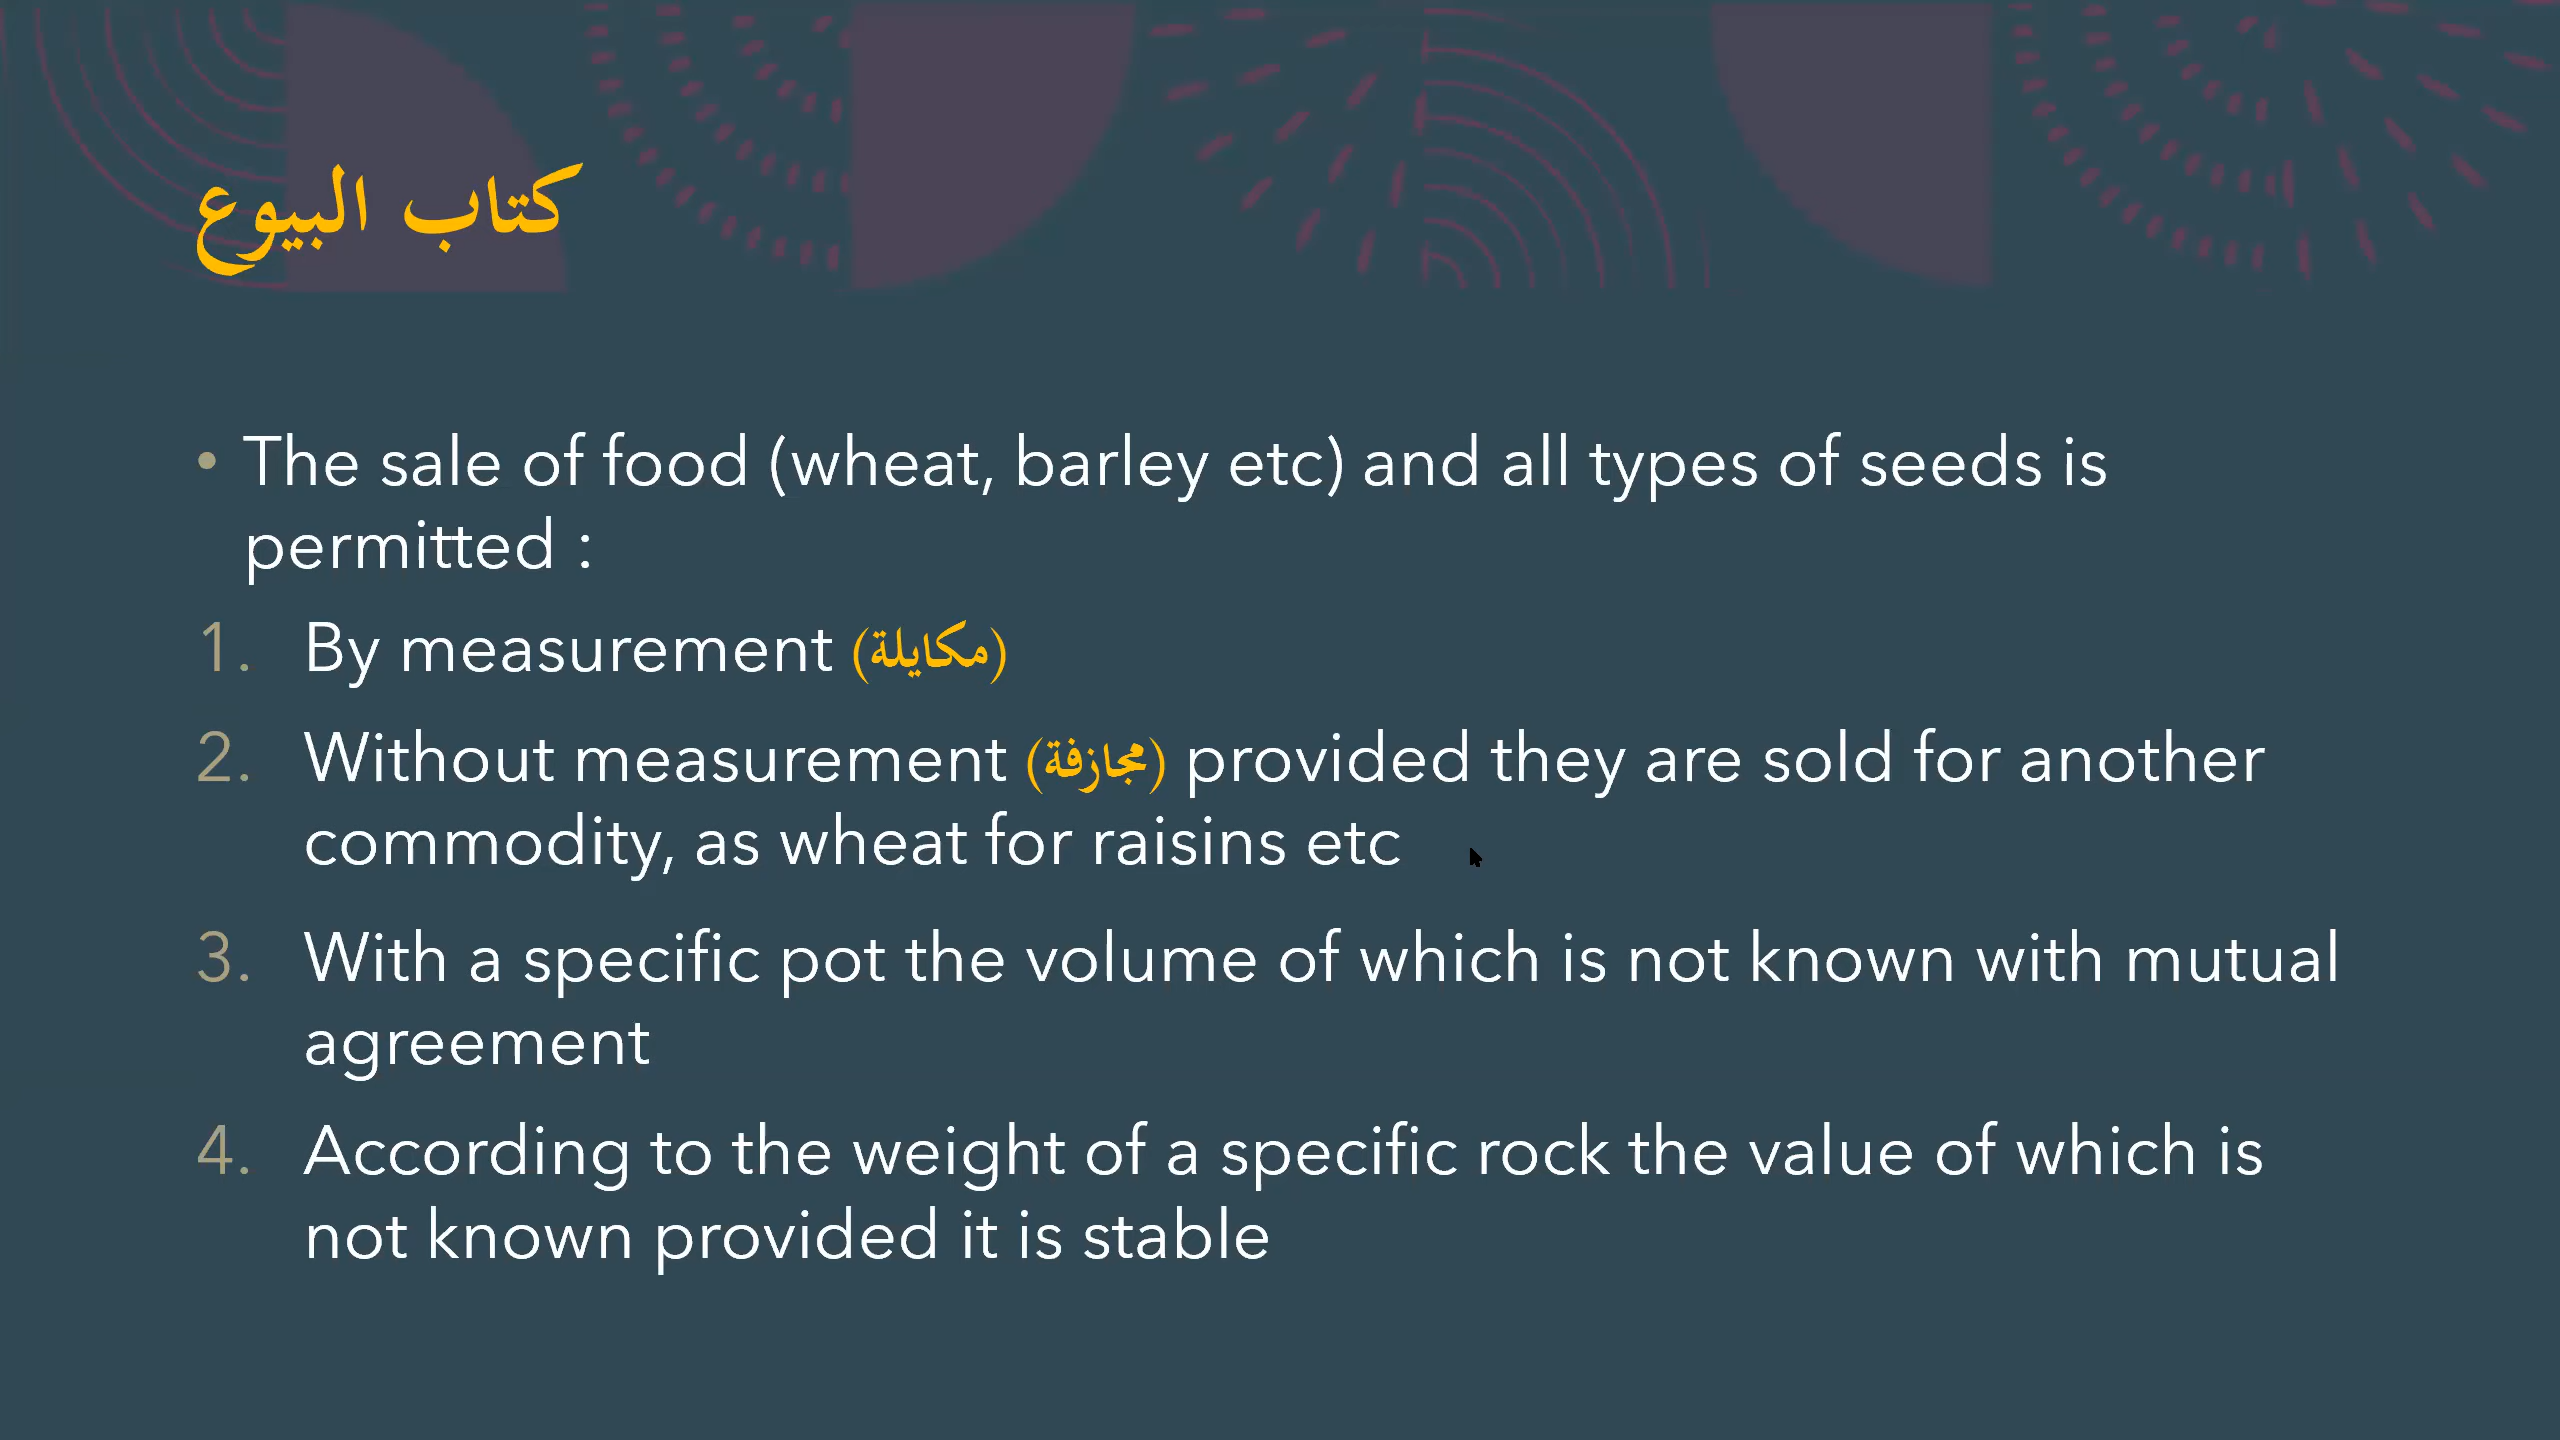 كتاب البيوع
• The sale of food (wheat, barley etc) and all types of seeds is
permitted :
1. By measurement (مكايلة)
2. Without measurement (مجازفة) provided they are sold for another
commodity, as wheat for raisins etc
3. With a specific pot the volume of which is not known with mutual
agreement
4. According to the weight of a specific rock the value of which is
not known provided it is stable